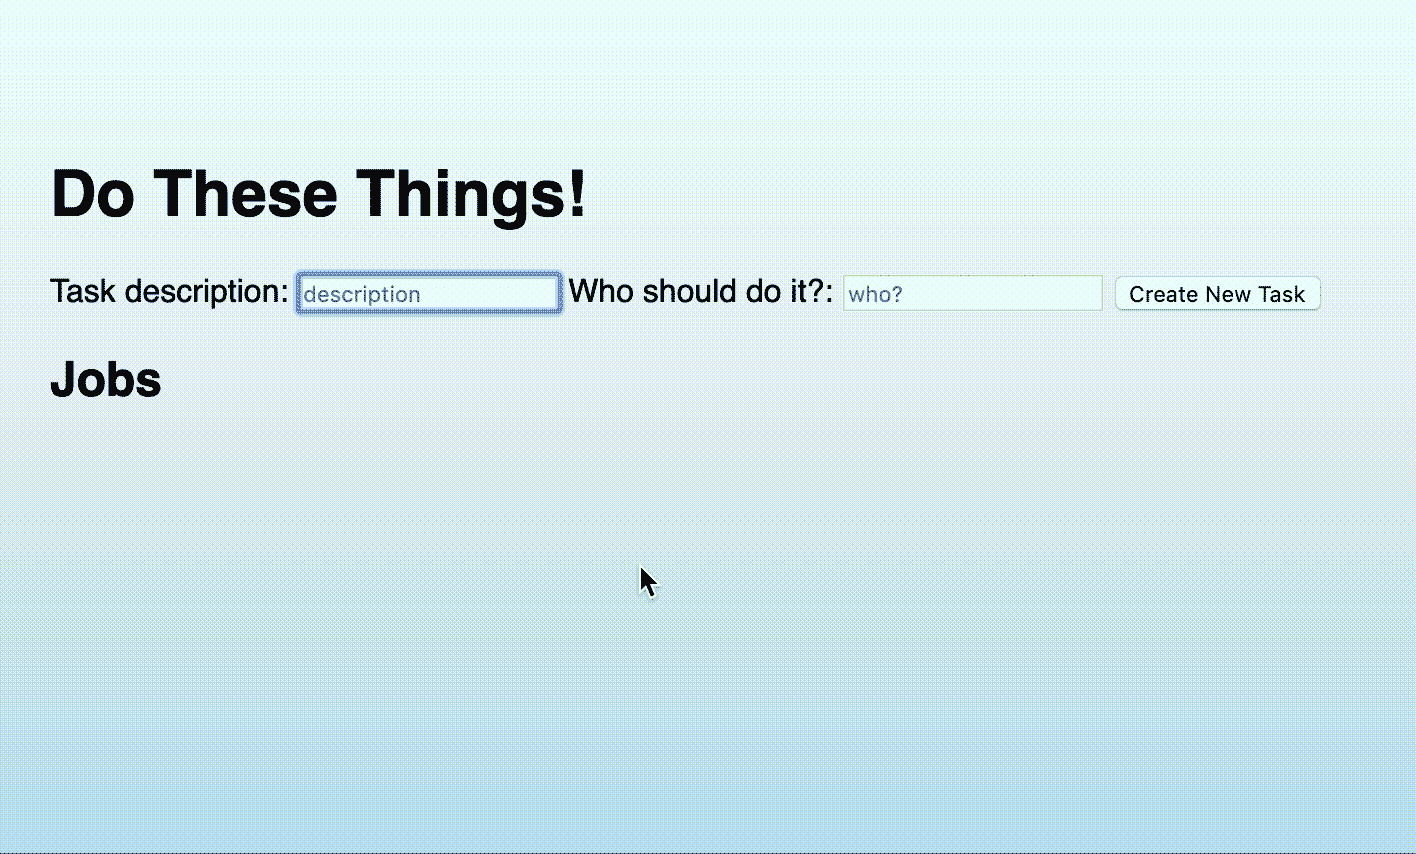 Do These Things!
Task description: description Who should do it?: who? Create New Task
Jobs